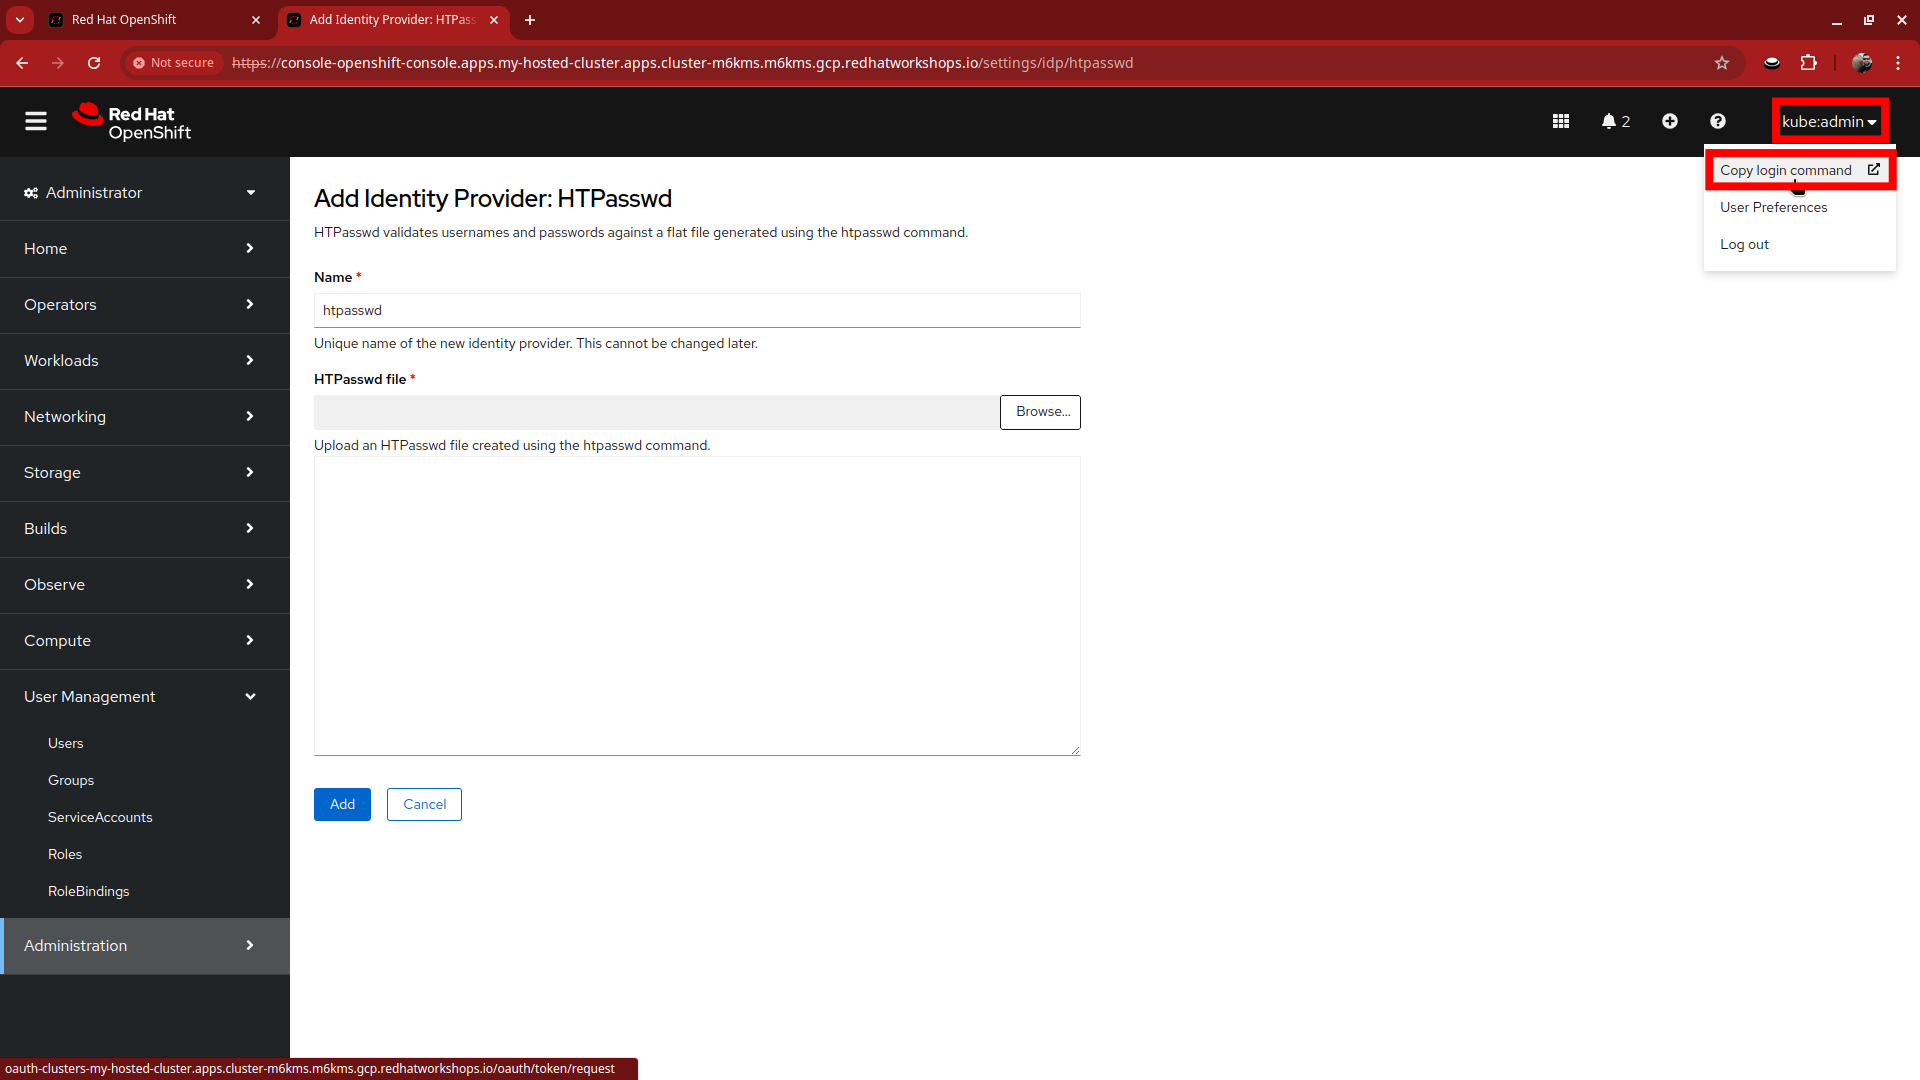 Red Hat OpenShift
Add Identity Provider: HTPass
Not secure
https://console-openshift-console.apps.my-hosted-cluster.apps.cluster-m6kms.m6kms.gcp.redhatworkshops.io/settings/idp/htpasswd
Red Hat
OpenShift
2
kube:admin
Copy login command
User Preferences
Log out
Administrator
Home
Operators
Workloads
Networking
Storage
Builds
Observe
Compute
User Management
Users
Groups
ServiceAccounts
Roles
RoleBindings
Administration
Add Identity Provider: HTPasswd
HTPasswd validates usernames and passwords against a flat file generated using the htpasswd command.
Name *
htpasswd
Unique name of the new identity provider. This cannot be changed later.
HTPasswd file *
Browse...
Upload an HTPasswd file created using the htpasswd command.
Add
Cancel
oauth-clusters-my-hosted-cluster.apps.cluster-m6kms.m6kms.gcp.redhatworkshops.io/oauth/token/request